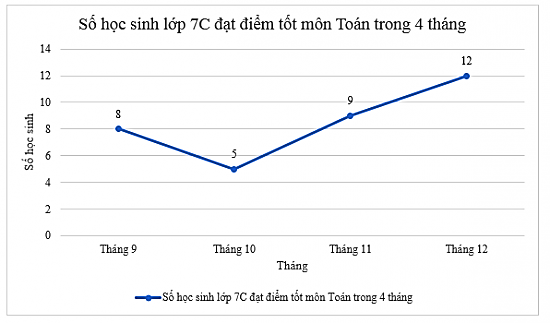 Số học sinh lớp 7C đạt điểm tốt môn Toán trong 4 tháng
14
12
10
8
6
4
2
0
Số học sinh
8
5
9
12
Tháng 9
Tháng 10
Tháng 11
Tháng 12
Tháng
Số học sinh lớp 7C đạt điểm tốt môn Toán trong 4 tháng